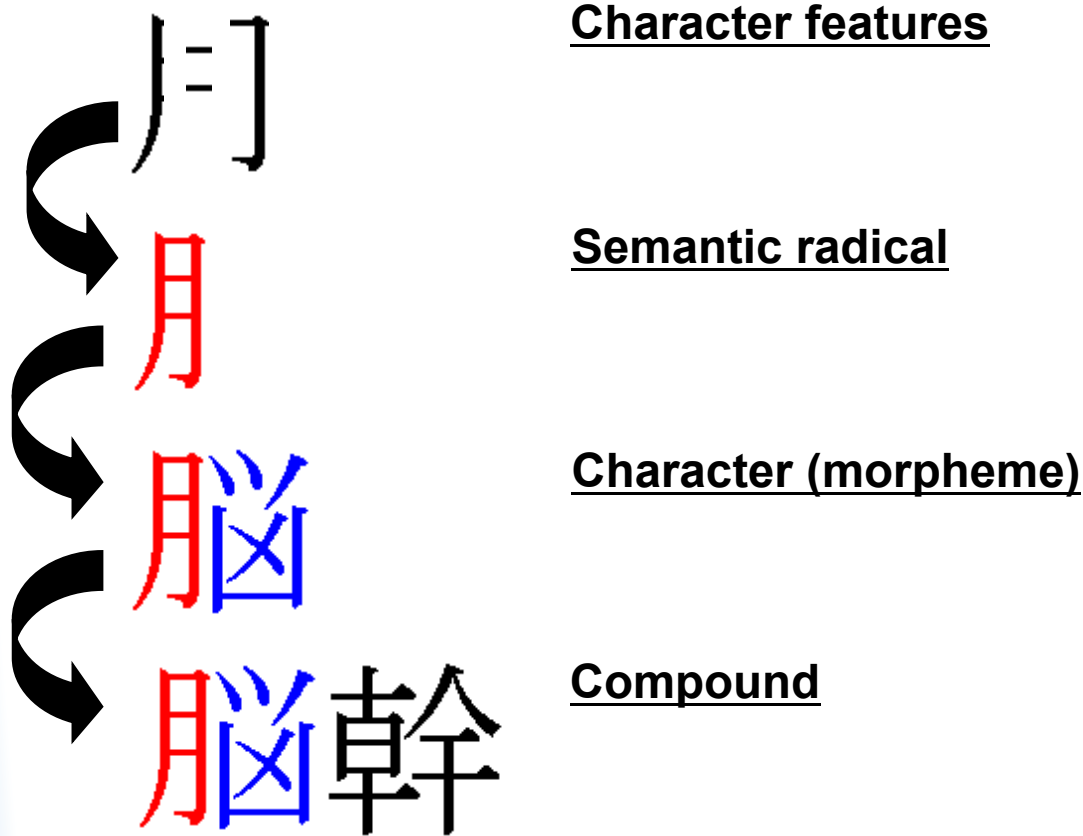 Character features
月 Semantic radical
脳 Character (morpheme)
脳幹 Compound